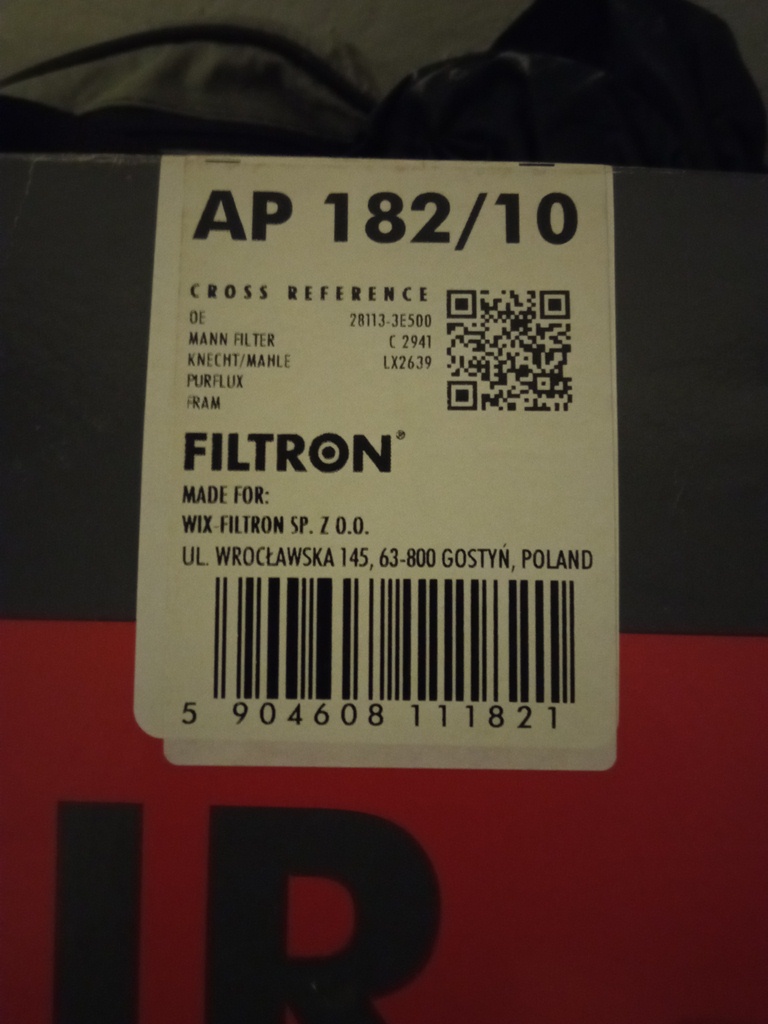 AP 182/10
CROSS REFERENCE
OE 28113-3E500
MANN FILTER C 2941
KNECHT/MAHLE LX2639
PURFLUX
FRAM
FILTRON®
MADE FOR:
WIX-FILTRON SP. Z O.O.
UL. WROCŁAWSKA 145, 63-800 GOSTYŃ, POLAND
5 904608 111821
IR